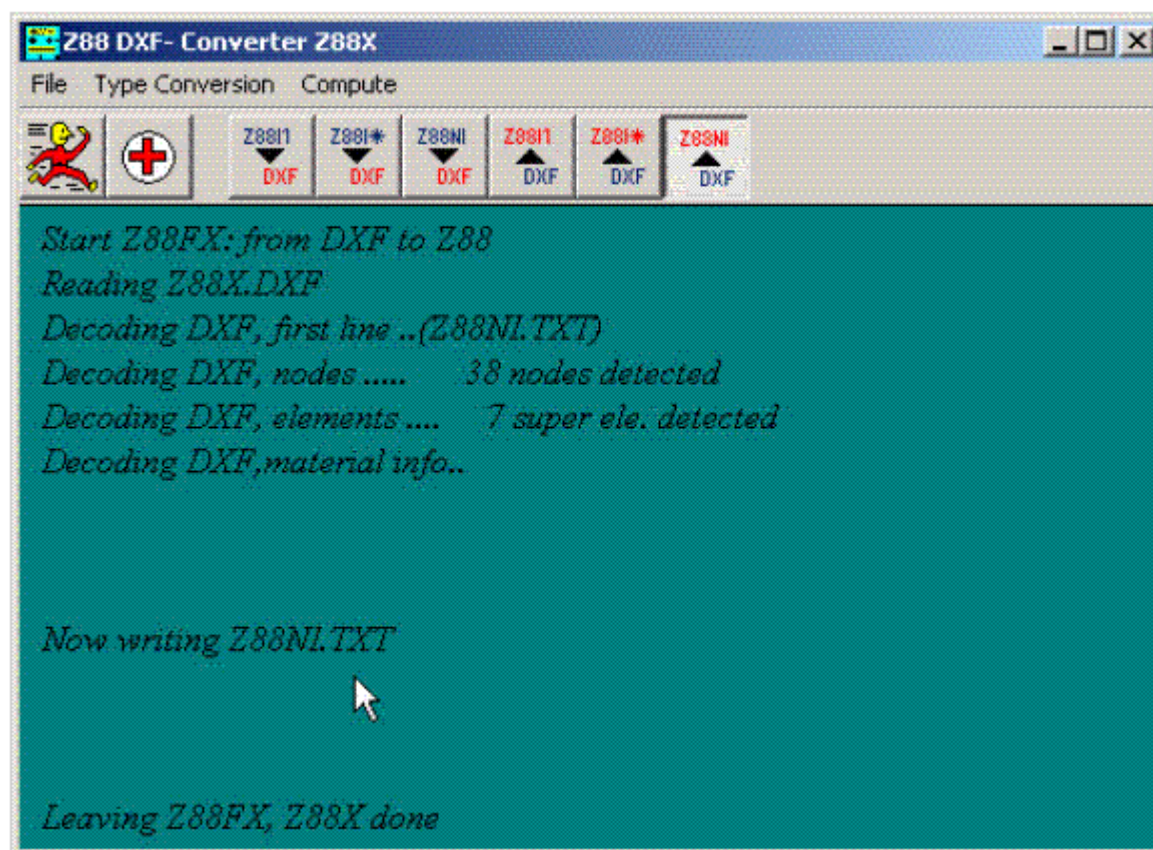 Z88 DXF- Converter Z88X
File Type Conversion Compute
Z88I1 Z88I* Z88NI Z88I1 Z88I* Z88NI
DXF DXF DXF DXF DXF DXF
Start Z88FX: from DXF to Z88
Reading Z88X.DXF
Decoding DXF, first line ..(Z88NI.TXT)
Decoding DXF, nodes ..... 38 nodes detected
Decoding DXF, elements .... 7 super ele. detected
Decoding DXF,material info..
Now writing Z88NI.TXT
Leaving Z88FX, Z88X done